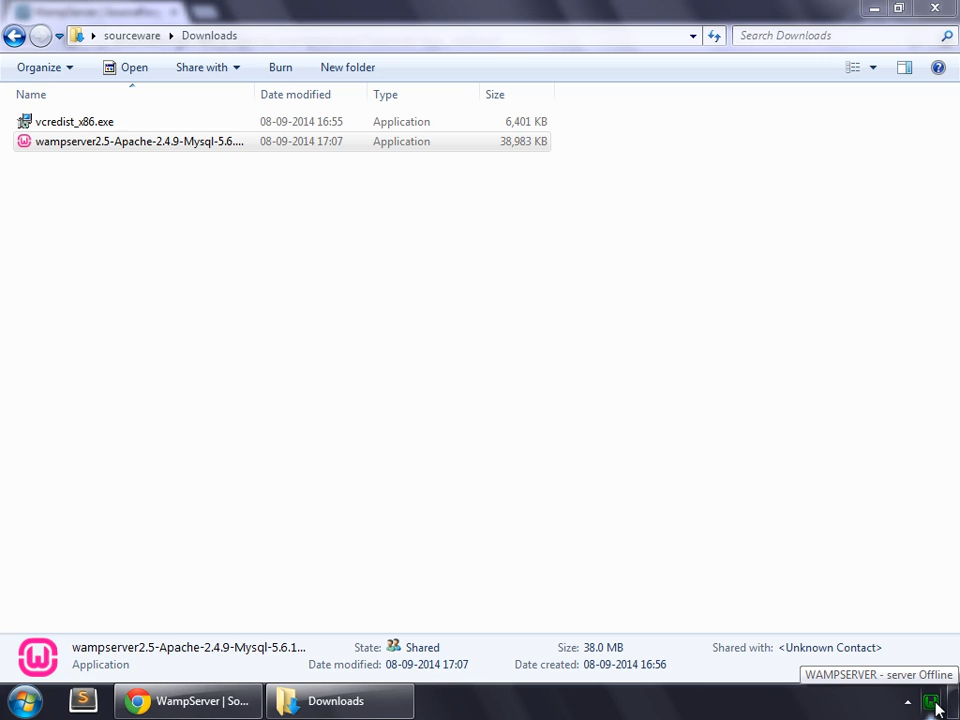 sourceware Downloads
Search Downloads
Organize Open Share with Burn New folder
Name Date modified Type Size
vcredist_x86.exe 08-09-2014 16:55 Application 6,401 KB
wampserver2.5-Apache-2.4.9-Mysql-5.6.... 08-09-2014 17:07 Application 38,983 KB
wampserver2.5-Apache-2.4.9-Mysql-5.6.1... State: Shared Size: 38.0 MB Shared with: <Unknown Contact>
Application Date modified: 08-09-2014 17:07 Date created: 08-09-2014 16:56
WAMPSERVER - server Offline
WampServer | So... Downloads